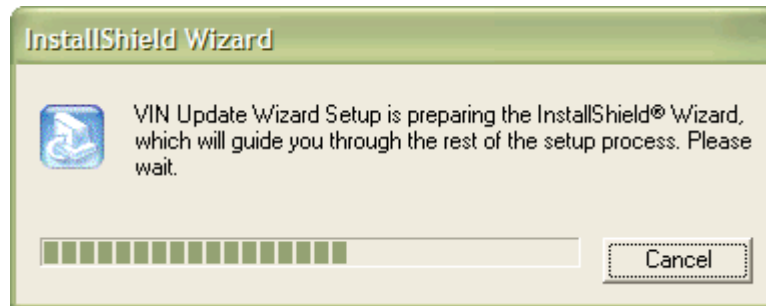 InstallShield Wizard
VIN Update Wizard Setup is preparing the InstallShield® Wizard,
which will guide you through the rest of the setup process. Please
wait.
Cancel